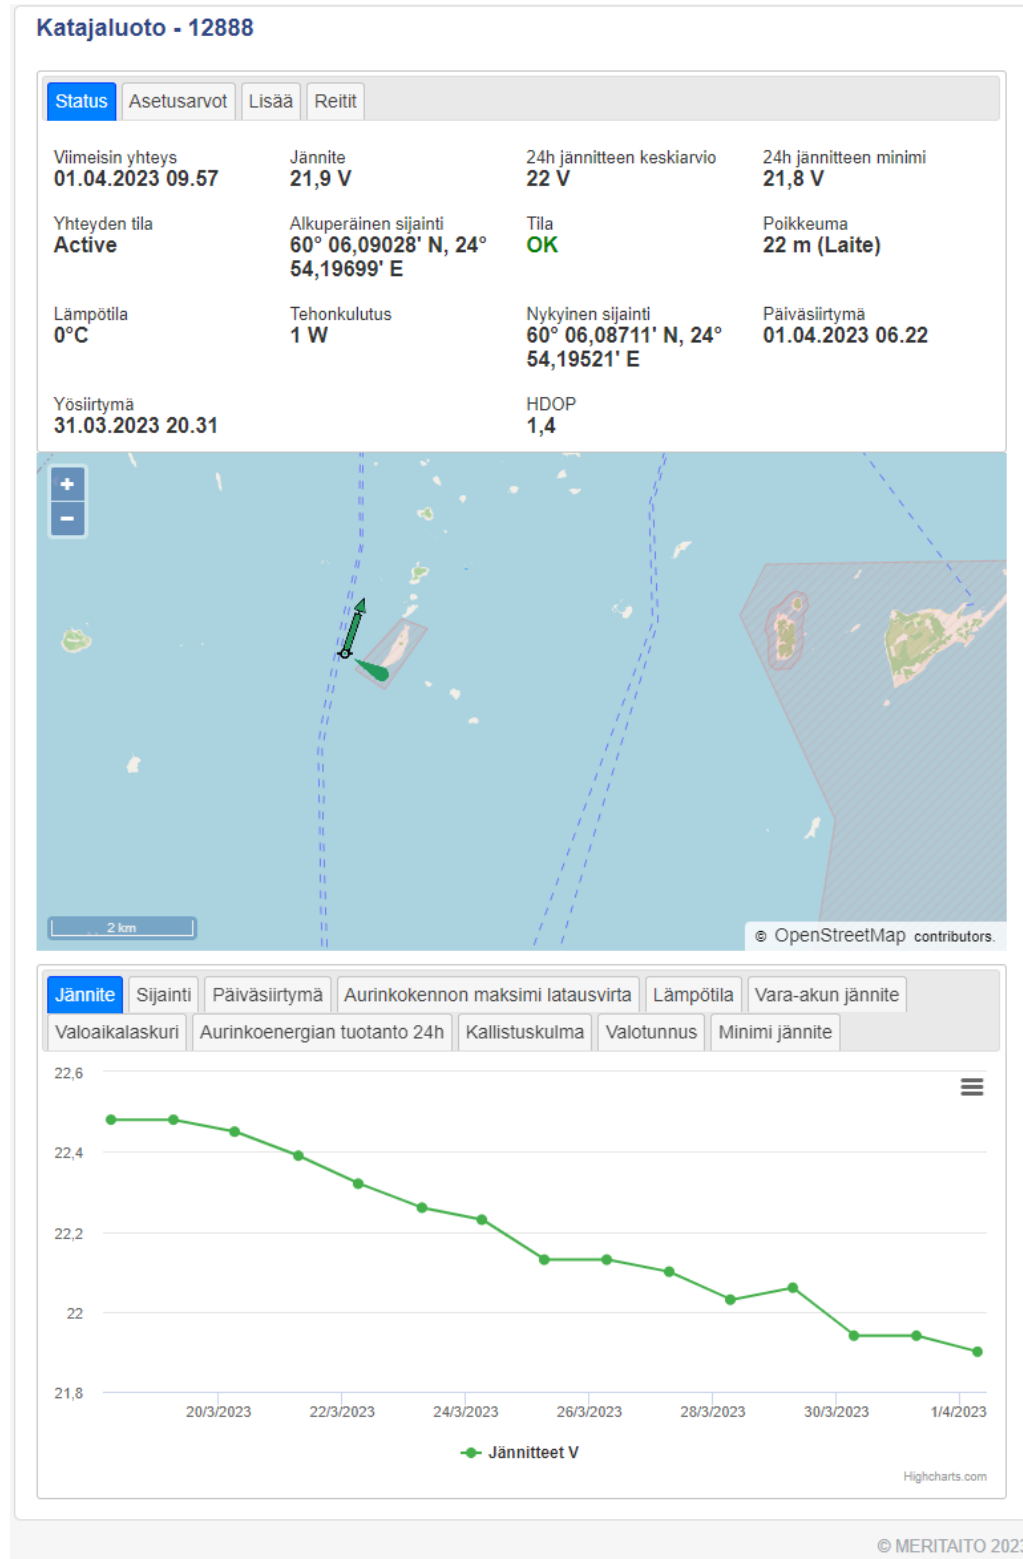 Katajaluoto - 12888
Status Asetusarvot Lisää Reitit
Viimeisin yhteys Jännite 24h jännitteen keskiarvio 24h jännitteen minimi
01.04.2023 09.57 21,9 V 22 V 21,8 V
Yhteyden tila Alkuperäinen sijainti Tila Poikkeuma
Active 60° 06,09028' N, 24° OK 22 m (Laite)
54,19699' E
Lämpötila Tehonkulutus Nykyinen sijainti Päiväsiirtymä
0°C 1 W 60° 06,08711' N, 24° 01.04.2023 06.22
54,19521' E
Yösiirtymä HDOP
31.03.2023 20.31 1,4
+
−
2 km
© OpenStreetMap contributors.
Jännite Sijainti Päiväsiirtymä Aurinkokennon maksimi latausvirta Lämpötila Vara-akun jännite
Valoaikalaskuri Aurinkoenergian tuotanto 24h Kallistuskulma Valotunnus Minimi jännite
22,6
22,4
22,2
22
21,8
20/3/2023 22/3/2023 24/3/2023 26/3/2023 28/3/2023 30/3/2023 1/4/2023
Jännitteet V
Highcharts.com
© MERITAITO 2023